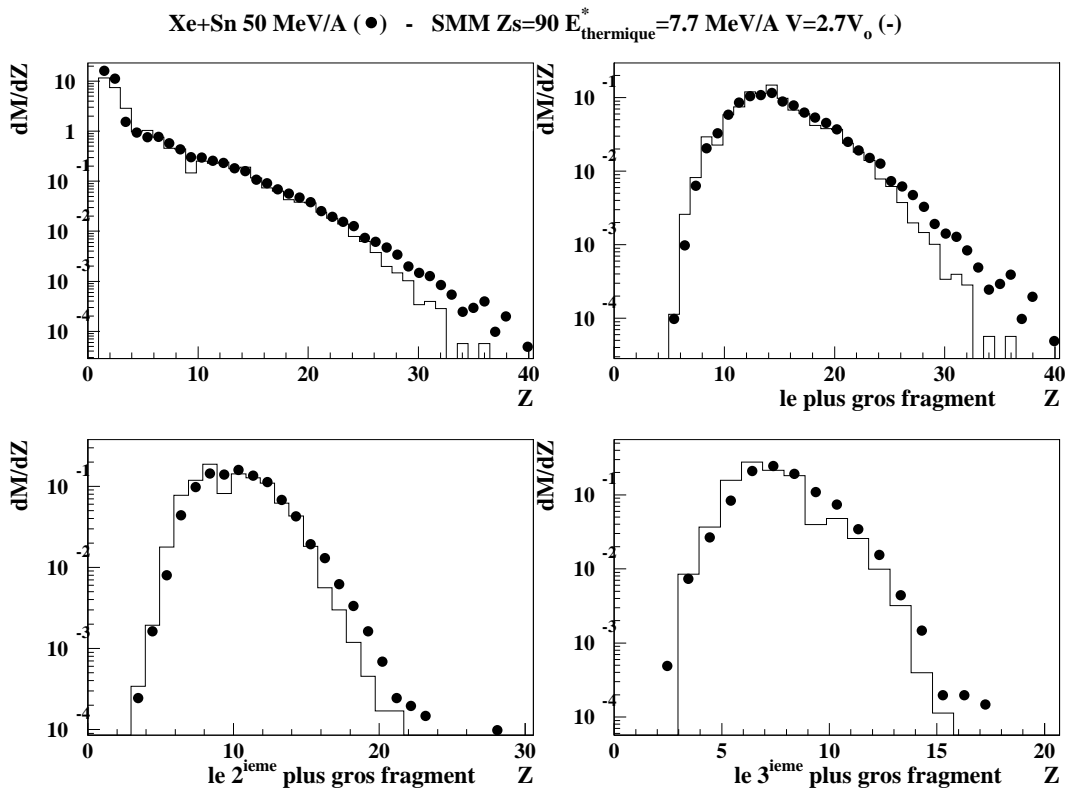 Xe+Sn 50 MeV/A (●) - SMM Zs=90 E*thermique=7.7 MeV/A V=2.7Vo (-)
dM/dZ
10
1
10 -1
10 -2
10 -3
10 -4
0 10 20 30 40
Z
dM/dZ
10 -1
10 -2
10 -3
10 -4
0 10 20 30 40
le plus gros fragment Z
dM/dZ
10 -1
10 -2
10 -3
10 -4
0 10 20 30
le 2ieme plus gros fragment Z
dM/dZ
10 -1
10 -2
10 -3
10 -4
0 5 10 15 20
le 3ieme plus gros fragment Z